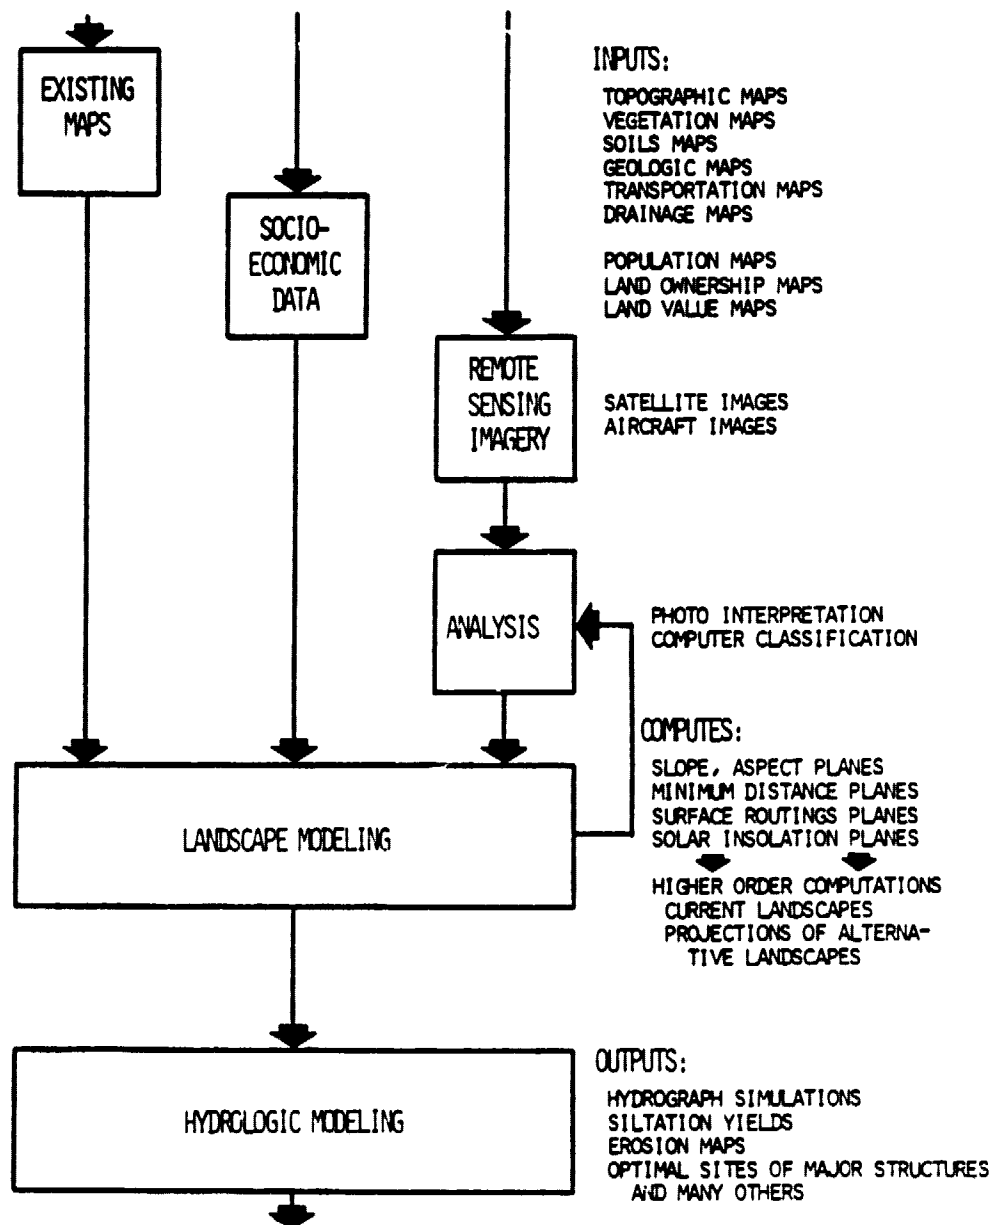 EXISTING
MAPS
INPUTS:
TOPOGRAPHIC MAPS
VEGETATION MAPS
SOILS MAPS
GEOLOGIC MAPS
TRANSPORTATION MAPS
DRAINAGE MAPS
SOCIO-
ECONOMIC
DATA
POPULATION MAPS
LAND OWNERSHIP MAPS
LAND VALUE MAPS
REMOTE
SENSING
IMAGERY
SATELLITE IMAGES
AIRCRAFT IMAGES
ANALYSIS
PHOTO INTERPRETATION
COMPUTER CLASSIFICATION
LANDSCAPE MODELING
COMPUTES:
SLOPE, ASPECT PLANES
MINIMUM DISTANCE PLANES
SURFACE ROUTINGS PLANES
SOLAR INSOLATION PLANES
HIGHER ORDER COMPUTATIONS
CURRENT LANDSCAPES
PROJECTIONS OF ALTERNA-
TIVE LANDSCAPES
HYDROLOGIC MODELING
OUTPUTS:
HYDROGRAPH SIMULATIONS
SILTATION YIELDS
EROSION MAPS
OPTIMAL SITES OF MAJOR STRUCTURES
AND MANY OTHERS